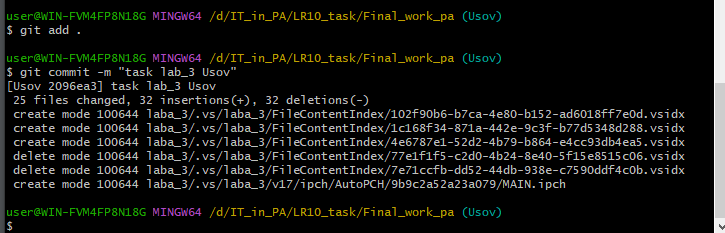 user@WIN-FVM4FP8N18G MINGW64 /d/IT_in_PA/LR10_task/Final_work_pa (Usov)
$ git add .
user@WIN-FVM4FP8N18G MINGW64 /d/IT_in_PA/LR10_task/Final_work_pa (Usov)
$ git commit -m "task lab_3 Usov"
[Usov 2096ea3] task lab_3 Usov
 25 files changed, 32 insertions(+), 32 deletions(-)
 create mode 100644 laba_3/.vs/laba_3/FileContentIndex/102f90b6-b7ca-4e80-b152-ad6018ff7e0d.vsidx
 create mode 100644 laba_3/.vs/laba_3/FileContentIndex/1c168f34-871a-442e-9c3f-b77d5348d288.vsidx
 create mode 100644 laba_3/.vs/laba_3/FileContentIndex/4e6787e1-52d2-4b79-b864-e4cc93db4ea5.vsidx
 delete mode 100644 laba_3/.vs/laba_3/FileContentIndex/77e1f1f5-c2d0-4b24-8e40-5f15e8515c06.vsidx
 delete mode 100644 laba_3/.vs/laba_3/FileContentIndex/7e71ccfb-dd52-44db-938e-c7590ddf4c0b.vsidx
 create mode 100644 laba_3/.vs/laba_3/v17/ipch/AutoPCH/9b9c2a52a23a079/MAIN.ipch
user@WIN-FVM4FP8N18G MINGW64 /d/IT_in_PA/LR10_task/Final_work_pa (Usov)
$